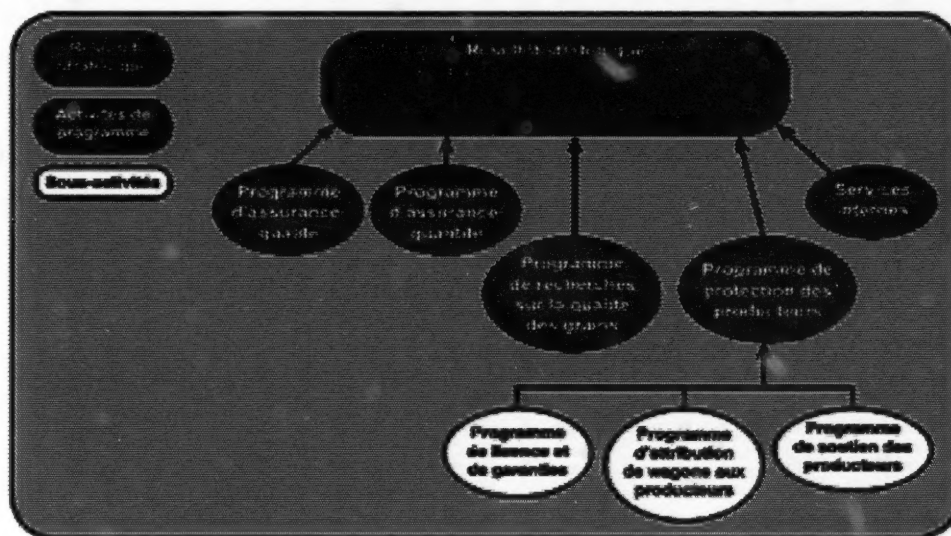 Résultat
stratégique
Résultat stratégique
Activités de
programme
Sous-activités
Programme
d'assurance-
qualité
Programme
d'assurance-
quantité
Services
internes
Programme
de recherches
sur la qualité
des grains
Programme de
protection des
producteurs
Programme
de licence et
de garanties
Programme
d'attribution
de wagons aux
producteurs
Programme
de soutien des
producteurs